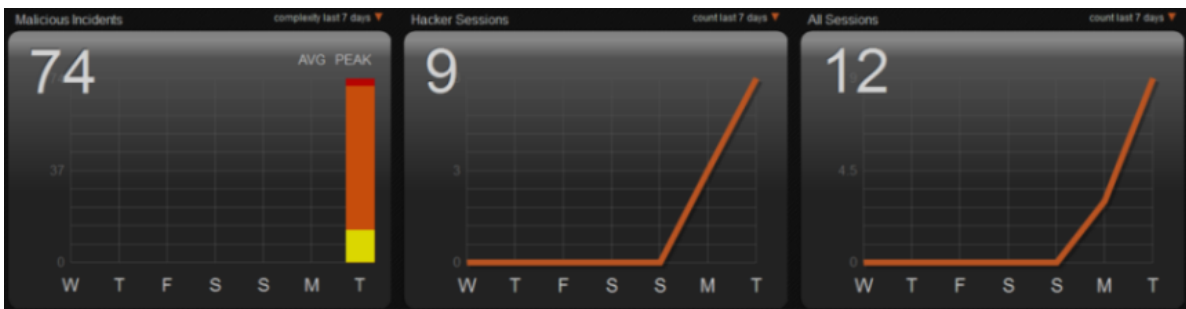 Malicious Incidents complexity last 7 days
74
AVG PEAK
37
0
W T F S S M T
Hacker Sessions count last 7 days
9
3
0
W T F S S M T
All Sessions count last 7 days
12
4.5
0
W T F S S M T